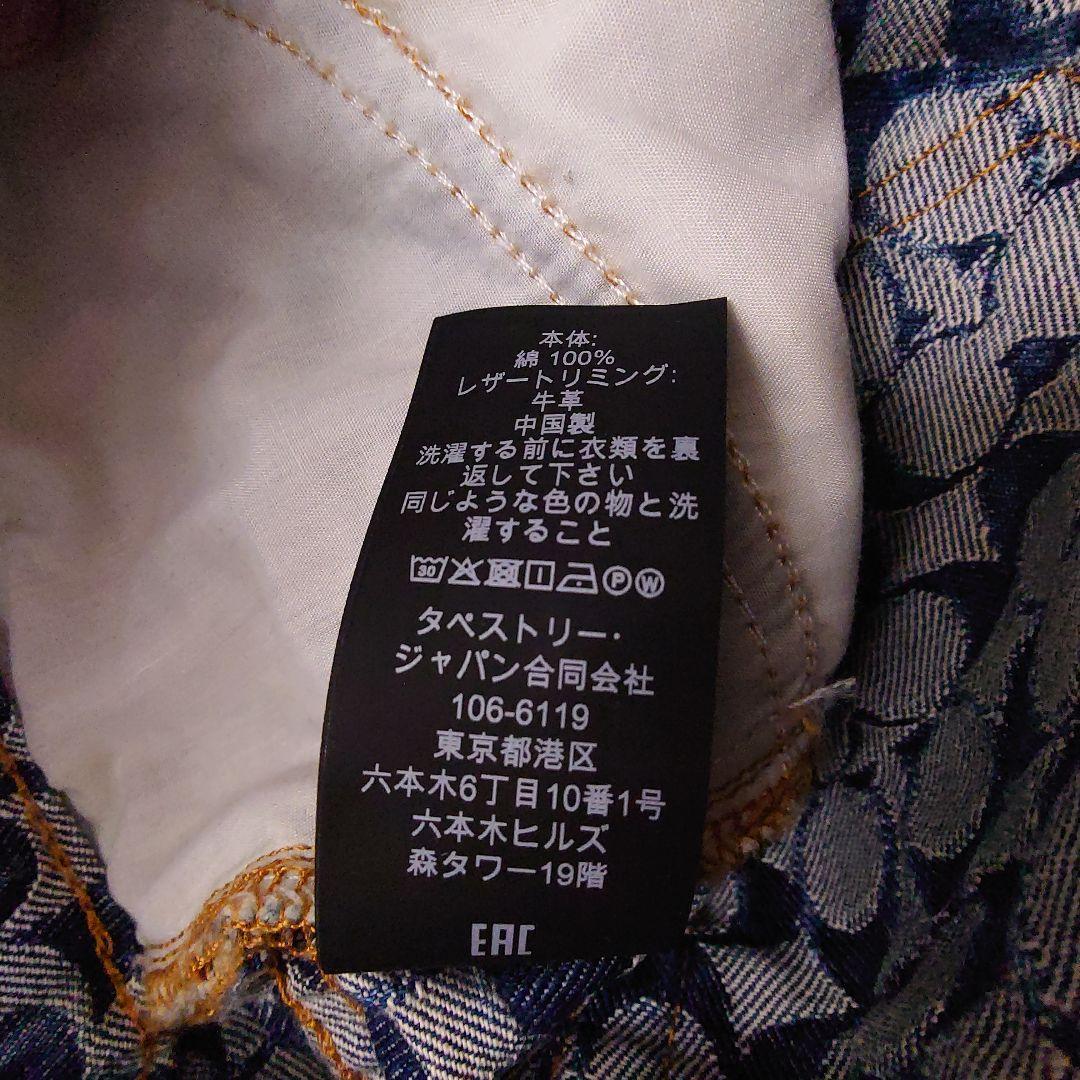 本体:
綿 100%
レザートリミング:
牛革
中国製
洗濯する前に衣類を裏
返して下さい
同じような色の物と洗
濯すること
30 P W
タペストリー・
ジャパン合同会社
106-6119
東京都港区
六本木6丁目10番1号
六本木ヒルズ
森タワー19階
EAC